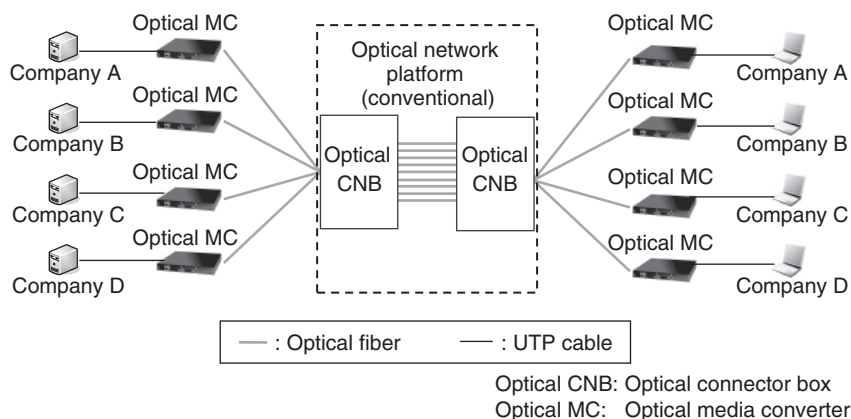 Optical MC
Company A
Optical MC
Company B
Optical MC
Company C
Optical MC
Company D
Optical network
platform
(conventional)
Optical
CNB
Optical
CNB
Optical MC
Company A
Optical MC
Company B
Optical MC
Company C
Optical MC
Company D
: Optical fiber
: UTP cable
Optical CNB: Optical connector box
Optical MC: Optical media converter